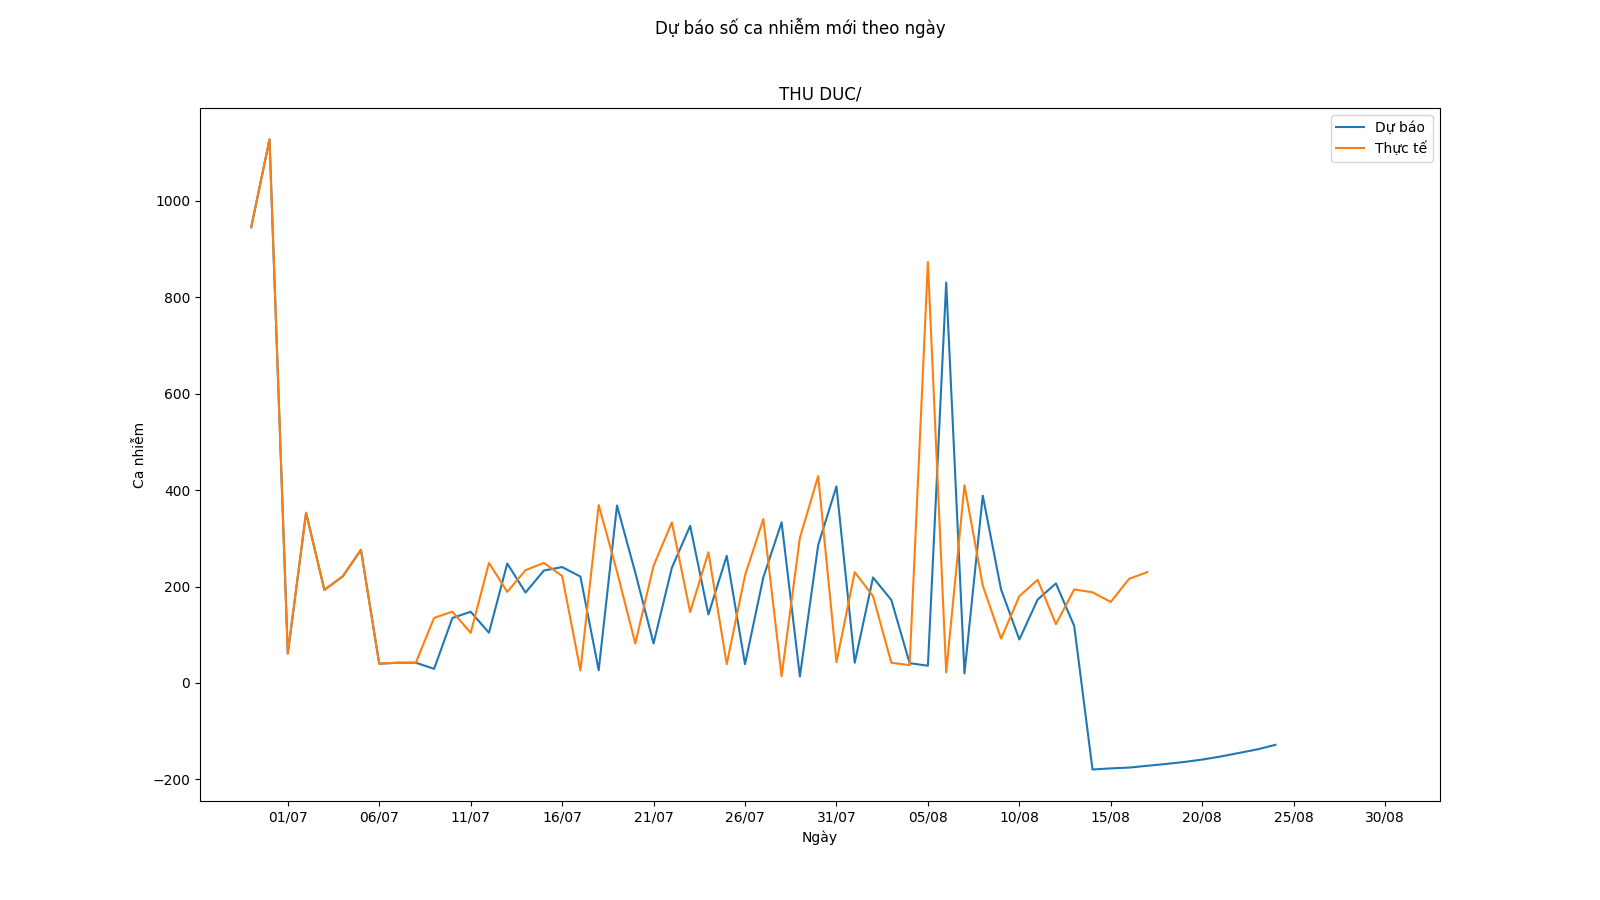 Dự báo số ca nhiễm mới theo ngày
THU DUC/
Dự báo
Thực tế
1000
800
600
400
200
0
−200
Ca nhiễm
01/07 06/07 11/07 16/07 21/07 26/07 31/07 05/08 10/08 15/08 20/08 25/08 30/08
Ngày